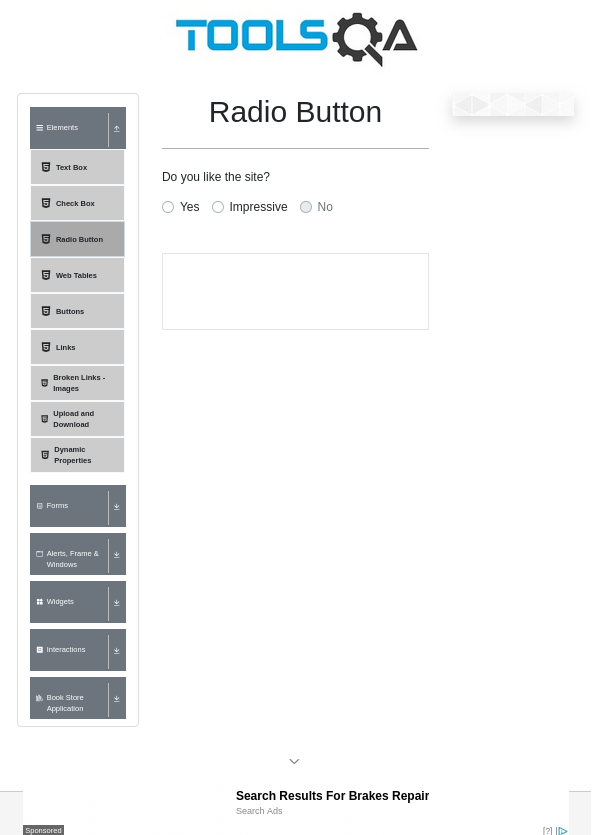 TOOLSQA
Elements
Text Box
Check Box
Radio Button
Web Tables
Buttons
Links
Broken Links -
Images
Upload and
Download
Dynamic
Properties
Forms
Alerts, Frame &
Windows
Widgets
Interactions
Book Store
Application
Radio Button
Do you like the site?
Yes Impressive No
Search Results For Brakes Repair
Search Ads
Sponsored
[?]